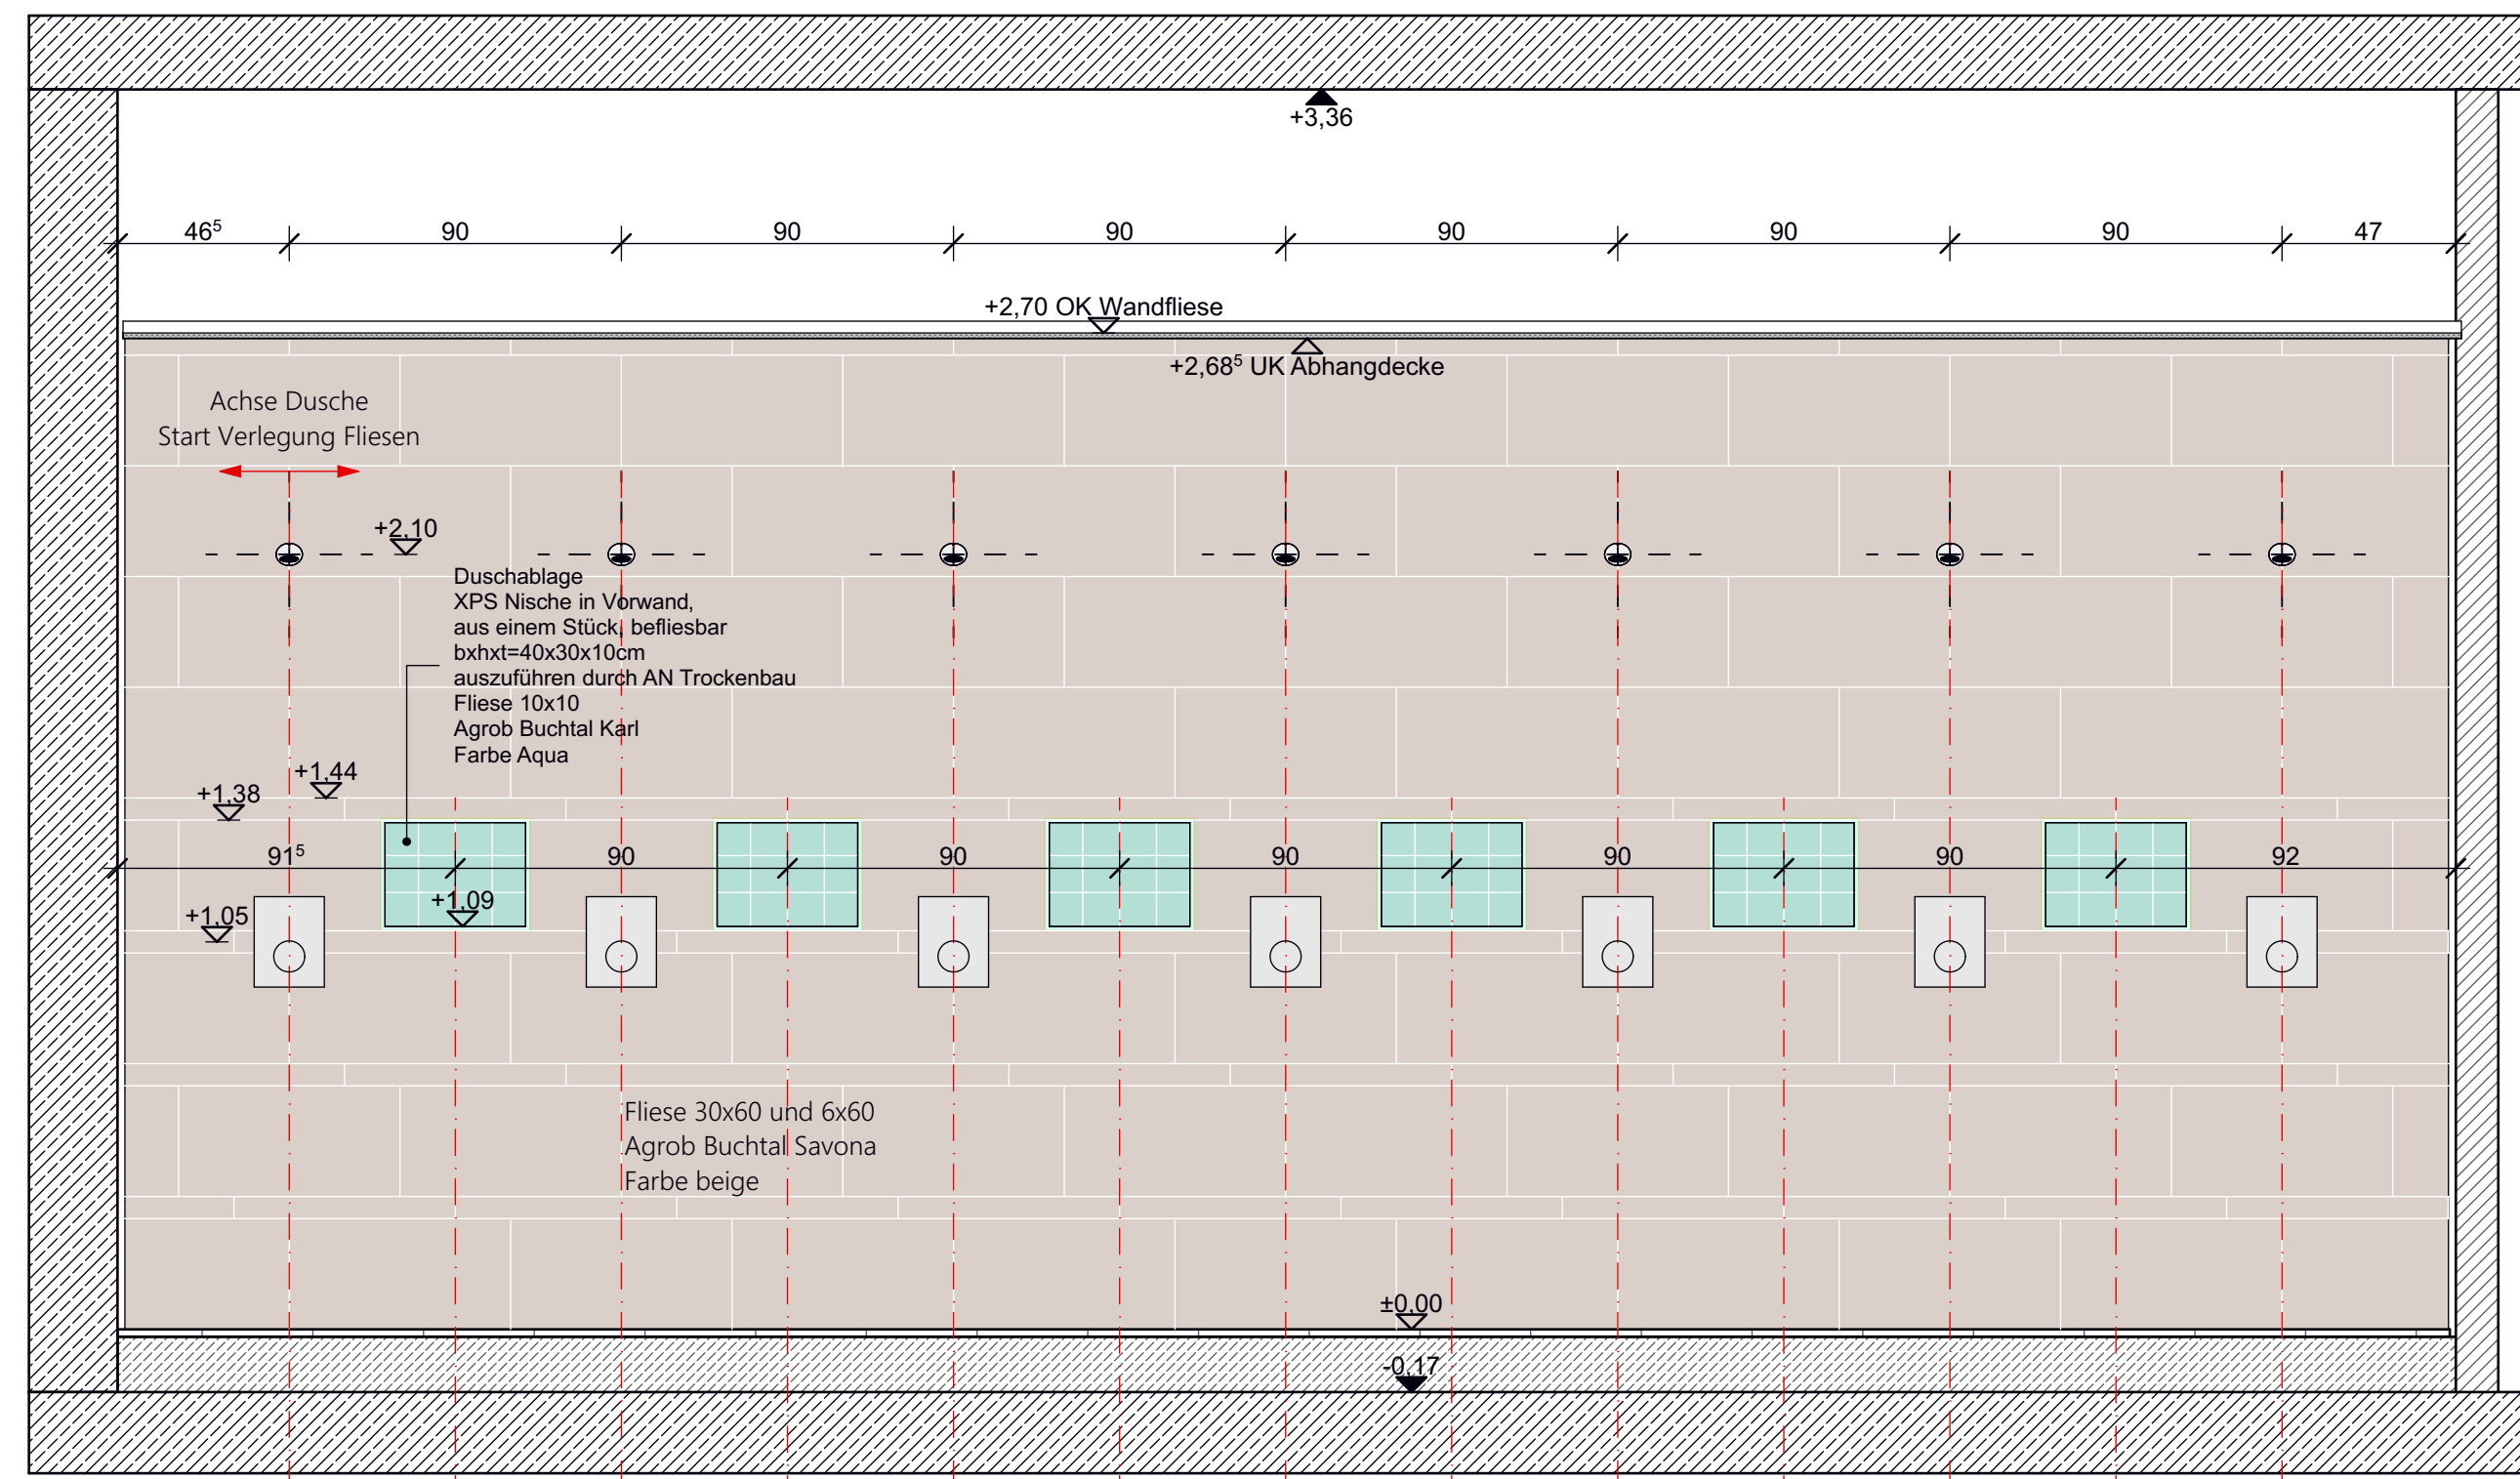 +3,36
46⁵ 90 90 90 90 90 90 47
+2,70 OK Wandfliese
+2,68⁵ UK Abhangdecke
Achse Dusche
Start Verlegung Fliesen
+2,10
Duschablage
XPS Nische in Vorwand,
aus einem Stück, befliesbar
bxhxt=40x30x10cm
auszuführen durch AN Trockenbau
Fliese 10x10
Agrob Buchtal Karl
Farbe Aqua
+1,44
+1,38
91⁵ 90 90 90 90 90 92
+1,09
+1,05
Fliese 30x60 und 6x60
Agrob Buchtal Savona
Farbe beige
±0,00
-0,17